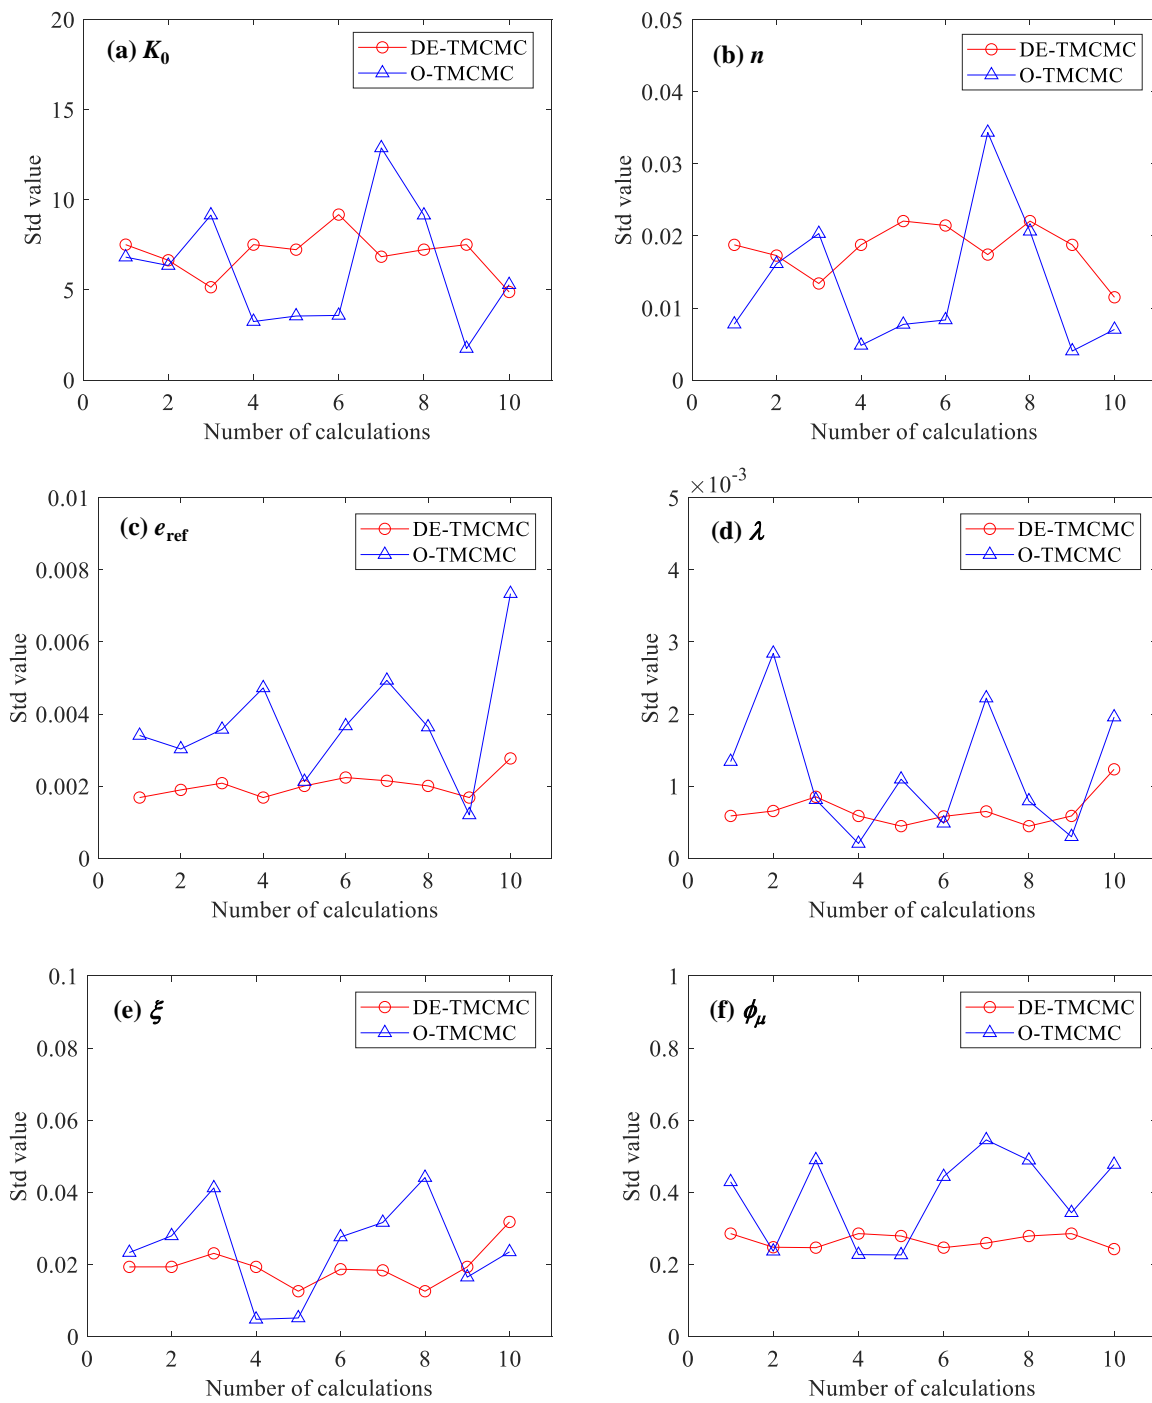 (a) K0
DE-TMCMC
O-TMCMC
20
15
10
5
0
Std value
0 2 4 6 8 10
Number of calculations
(b) n
DE-TMCMC
O-TMCMC
0.05
0.04
0.03
0.02
0.01
0
Std value
0 2 4 6 8 10
Number of calculations
(c) eref
DE-TMCMC
O-TMCMC
0.01
0.008
0.006
0.004
0.002
0
Std value
0 2 4 6 8 10
Number of calculations
×10-3
(d) λ
DE-TMCMC
O-TMCMC
5
4
3
2
1
0
Std value
0 2 4 6 8 10
Number of calculations
(e) ξ
DE-TMCMC
O-TMCMC
0.1
0.08
0.06
0.04
0.02
0
Std value
0 2 4 6 8 10
Number of calculations
(f) ϕμ
DE-TMCMC
O-TMCMC
1
0.8
0.6
0.4
0.2
0
Std value
0 2 4 6 8 10
Number of calculations